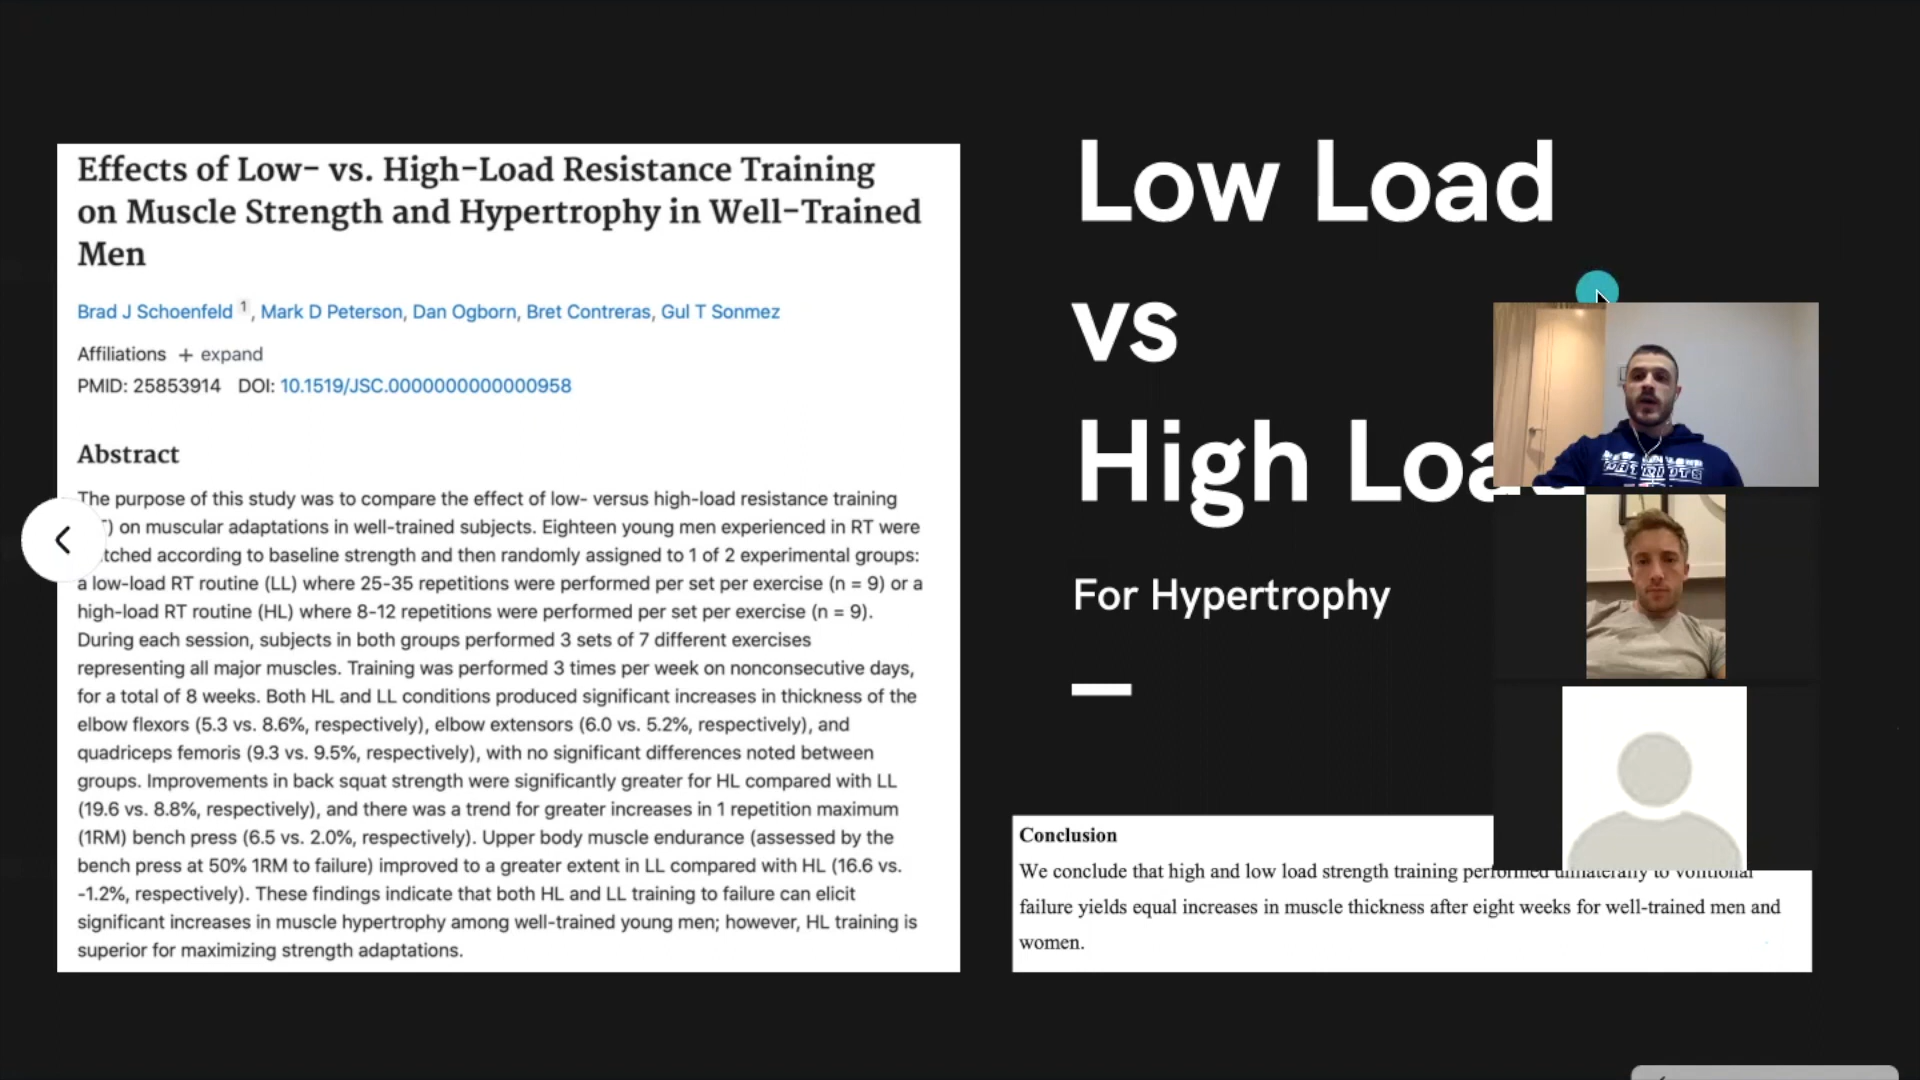 Effects of Low- vs. High-Load Resistance Training
on Muscle Strength and Hypertrophy in Well-Trained
Men
Brad J Schoenfeld 1, Mark D Peterson, Dan Ogborn, Bret Contreras, Gul T Sonmez
Affiliations + expand
PMID: 25853914 DOI: 10.1519/JSC.0000000000000958
Abstract
The purpose of this study was to compare the effect of low- versus high-load resistance training
on muscular adaptations in well-trained subjects. Eighteen young men experienced in RT were
according to baseline strength and then randomly assigned to 1 of 2 experimental groups:
a low-load RT routine (LL) where 25-35 repetitions were performed per set per exercise (n = 9) or a
high-load RT routine (HL) where 8-12 repetitions were performed per set per exercise (n = 9).
During each session, subjects in both groups performed 3 sets of 7 different exercises
representing all major muscles. Training was performed 3 times per week on nonconsecutive days,
for a total of 8 weeks. Both HL and LL conditions produced significant increases in thickness of the
elbow flexors (5.3 vs. 8.6%, respectively), elbow extensors (6.0 vs. 5.2%, respectively), and
quadriceps femoris (9.3 vs. 9.5%, respectively), with no significant differences noted between
groups. Improvements in back squat strength were significantly greater for HL compared with LL
(19.6 vs. 8.8%, respectively), and there was a trend for greater increases in 1 repetition maximum
(1RM) bench press (6.5 vs. 2.0%, respectively). Upper body muscle endurance (assessed by the
bench press at 50% 1RM to failure) improved to a greater extent in LL compared with HL (16.6 vs.
-1.2%, respectively). These findings indicate that both HL and LL training to failure can elicit
significant increases in muscle hypertrophy among well-trained young men; however, HL training is
superior for maximizing strength adaptations.
Low Load
vs
High Load
For Hypertrophy
Conclusion
We conclude that high and low load strength training performed unilaterally to volitional
failure yields equal increases in muscle thickness after eight weeks for well-trained men and
women.